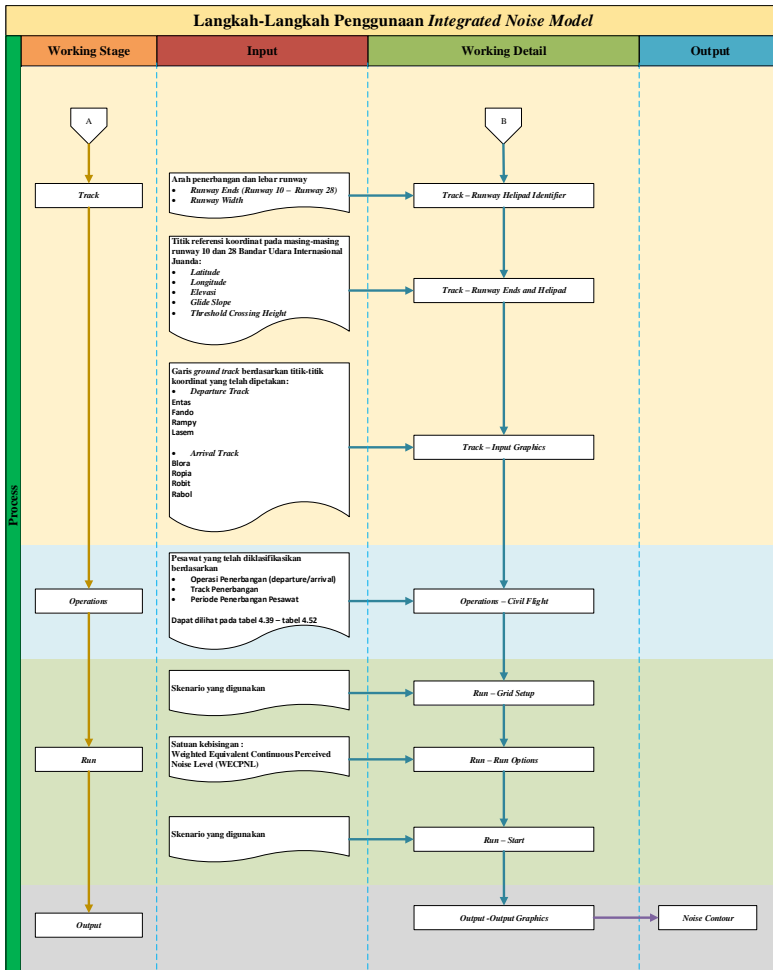 Langkah-Langkah Penggunaan Integrated Noise Model
Working Stage
Input
Working Detail
Output
Process
A
B
Track
Arah penerbangan dan lebar runway
• Runway Ends (Runway 10 – Runway 28)
• Runway Width
Track – Runway Helipad Identifier
Titik referensi koordinat pada masing-masing
runway 10 dan 28 Bandar Udara Internasional
Juanda:
• Latitude
• Longitude
• Elevasi
• Glide Slope
• Threshold Crossing Height
Track – Runway Ends and Helipad
Garis ground track berdasarkan titik-titik
koordinat yang telah dipetakan:
• Departure Track
Entas
Fando
Rampy
Lasem
• Arrival Track
Blora
Ropia
Robit
Rabol
Track – Input Graphics
Operations
Pesawat yang telah diklasifikasikan
berdasarkan
• Operasi Penerbangan (departure/arrival)
• Track Penerbangan
• Periode Penerbangan Pesawat
Dapat dilihat pada tabel 4.39 – tabel 4.52
Operations – Civil Flight
Skenario yang digunakan
Run – Grid Setup
Run
Satuan kebisingan :
Weighted Equivalent Continuous Perceived
Noise Level (WECPNL)
Run – Run Options
Skenario yang digunakan
Run – Start
Output
Output -Output Graphics
Noise Contour